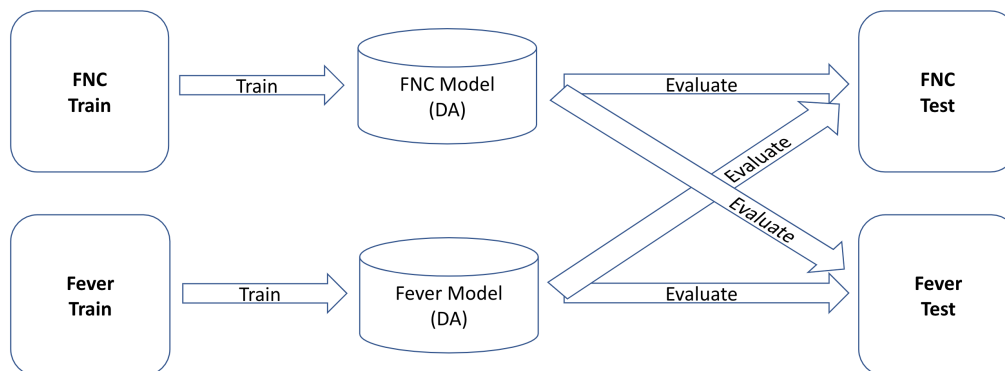 FNC
Train
Train
FNC Model
(DA)
Evaluate
FNC
Test
Evaluate
Evaluate
Fever
Train
Train
Fever Model
(DA)
Evaluate
Fever
Test